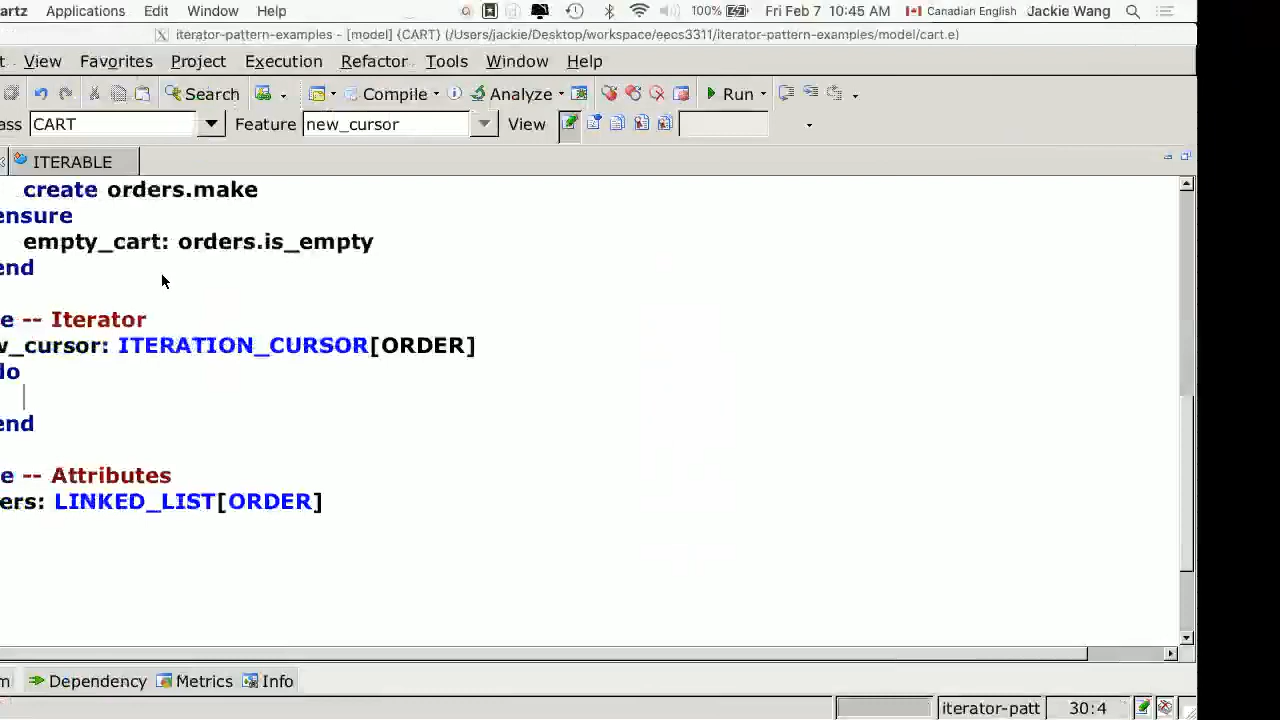 artz Applications Edit Window Help 100% Fri Feb 7 10:45 AM Canadian English Jackie Wang
iterator-pattern-examples - [model] {CART} (/Users/jackie/Desktop/workspace/eecs3311/iterator-pattern-examples/model/cart.e)
t View Favorites Project Execution Refactor Tools Window Help
Search Compile Analyze Run
ass CART Feature new_cursor View
ITERABLE
create orders.make
ensure
empty_cart: orders.is_empty
end
e -- Iterator
w_cursor: ITERATION_CURSOR[ORDER]
do
end
e -- Attributes
ers: LINKED_LIST[ORDER]
m Dependency Metrics Info
iterator-patt 30:4